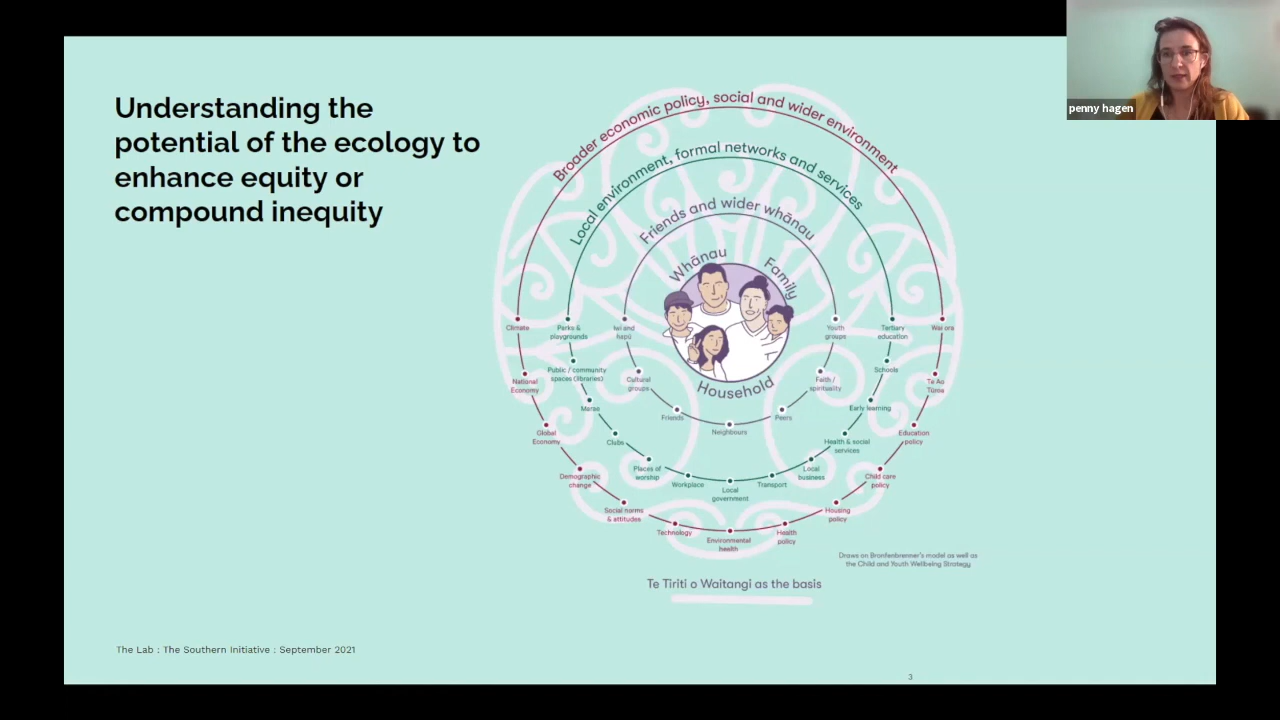 Understanding the
potential of the ecology to
enhance equity or
compound inequity
penny hagen
Broader economic policy, social and wider environment
Local environment, formal networks and services
Friends and wider whānau
Whānau
Family
Household
Climate
Parks &
playgrounds
Iwi and
hapū
Youth
groups
Tertiary
education
Wai ora
National
Economy
Public / community
spaces (libraries)
Cultural
groups
Faith /
spirituality
Schools
Te Ao
Tūroa
Global
Economy
Marae
Friends
Neighbours
Peers
Early learning
Education
policy
Demographic
change
Clubs
Health & social
services
Child care
policy
Places of
worship
Workplace
Local
government
Transport
Local
business
Social norms
& attitudes
Technology
Environmental
health
Health
policy
Housing
policy
Draws on Bronfenbrenner's model as well as
the Child and Youth Wellbeing Strategy
Te Tiriti o Waitangi as the basis
The Lab : The Southern Initiative : September 2021
3